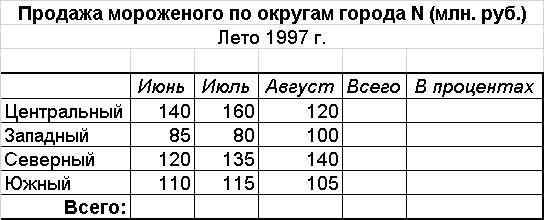 Продажа мороженого по округам города N (млн. руб.)
Лето 1997 г.
Июнь Июль Август Всего В процентах
Центральный 140 160 120
Западный 85 80 100
Северный 120 135 140
Южный 110 115 105
Всего: